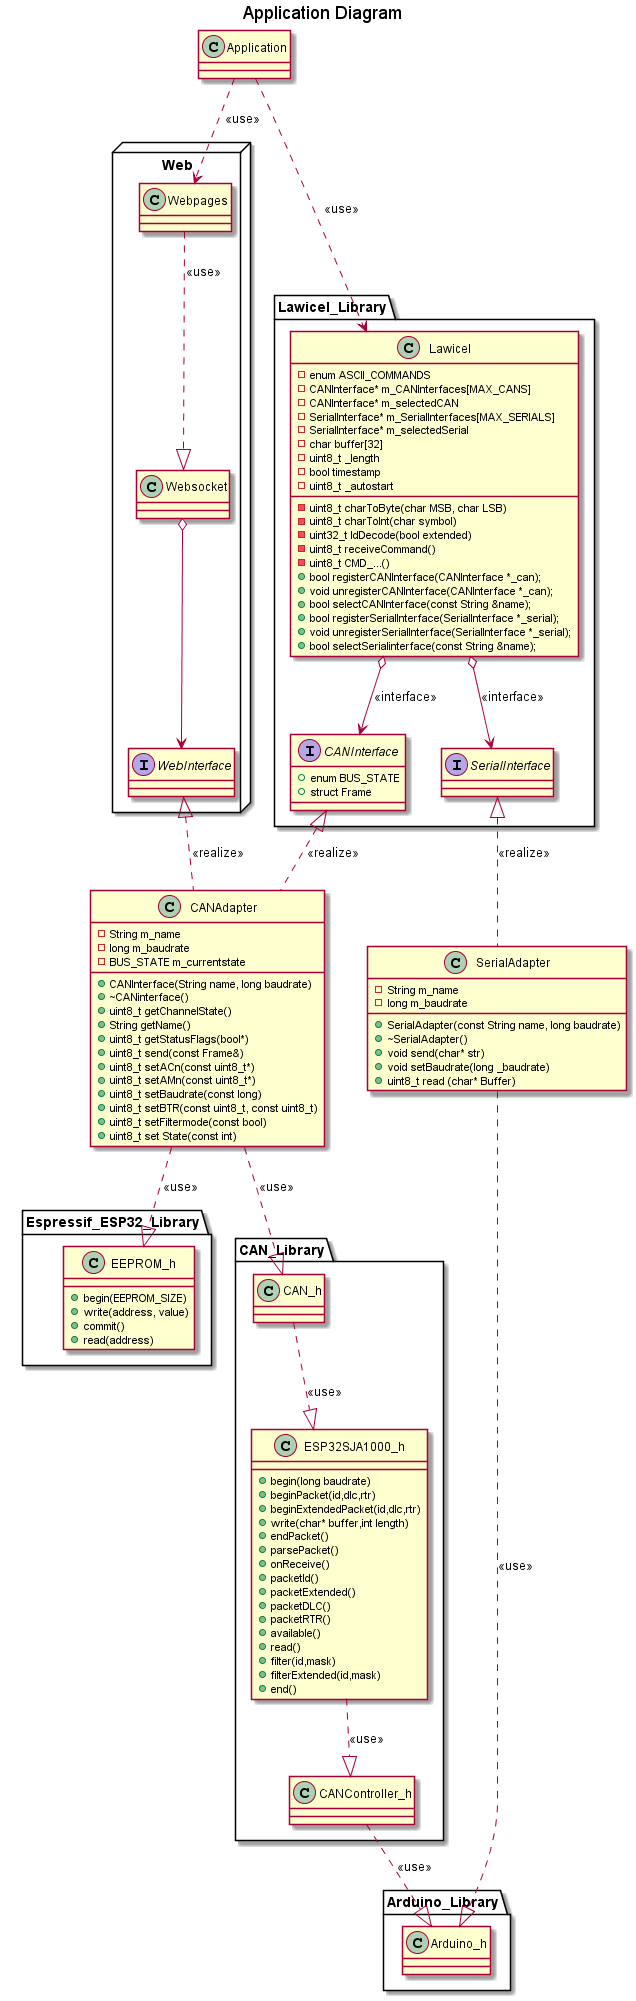 Application Diagram
C Application
«use»
Web
C Webpages
«use»
«use»
Lawicel_Library
C Lawicel
enum ASCII_COMMANDS
CANInterface* m_CANInterfaces[MAX_CANS]
CANInterface* m_selectedCAN
SerialInterface* m_SerialInterfaces[MAX_SERIALS]
SerialInterface* m_selectedSerial
char buffer[32]
uint8_t _length
bool timestamp
uint8_t _autostart
uint8_t charToByte(char MSB, char LSB)
uint8_t charToInt(char symbol)
uint32_t IdDecode(bool extended)
uint8_t receiveCommand()
uint8_t CMD_...()
bool registerCANInterface(CANInterface *_can);
void unregisterCANInterface(CANInterface *_can);
bool selectCANInterface(const String &name);
bool registerSerialInterface(SerialInterface *_serial);
void unregisterSerialInterface(SerialInterface *_serial);
bool selectSerialinterface(const String &name);
C Websocket
«interface»
«interface»
I WebInterface
I CANInterface
enum BUS_STATE
struct Frame
I SerialInterface
«realize»
«realize»
«realize»
C CANAdapter
String m_name
long m_baudrate
BUS_STATE m_currentstate
CANInterface(String name, long baudrate)
~CANinterface()
uint8_t getChannelState()
String getName()
uint8_t getStatusFlags(bool*)
uint8_t send(const Frame&)
uint8_t setACn(const uint8_t*)
uint8_t setAMn(const uint8_t*)
uint8_t setBaudrate(const long)
uint8_t setBTR(const uint8_t, const uint8_t)
uint8_t setFiltermode(const bool)
uint8_t set State(const int)
C SerialAdapter
String m_name
long m_baudrate
SerialAdapter(const String name, long baudrate)
~SerialAdapter()
void send(char* str)
void setBaudrate(long _baudrate)
uint8_t read (char* Buffer)
«use»
«use»
Espressif_ESP32_Library
C EEPROM_h
begin(EEPROM_SIZE)
write(address, value)
commit()
read(address)
CAN_Library
C CAN_h
«use»
C ESP32SJA1000_h
begin(long baudrate)
beginPacket(id,dlc,rtr)
beginExtendedPacket(id,dlc,rtr)
write(char* buffer,int length)
endPacket()
parsePacket()
onReceive()
packetId()
packetExtended()
packetDLC()
packetRTR()
available()
read()
filter(id,mask)
filterExtended(id,mask)
end()
«use»
«use»
C CANController_h
«use»
Arduino_Library
C Arduino_h